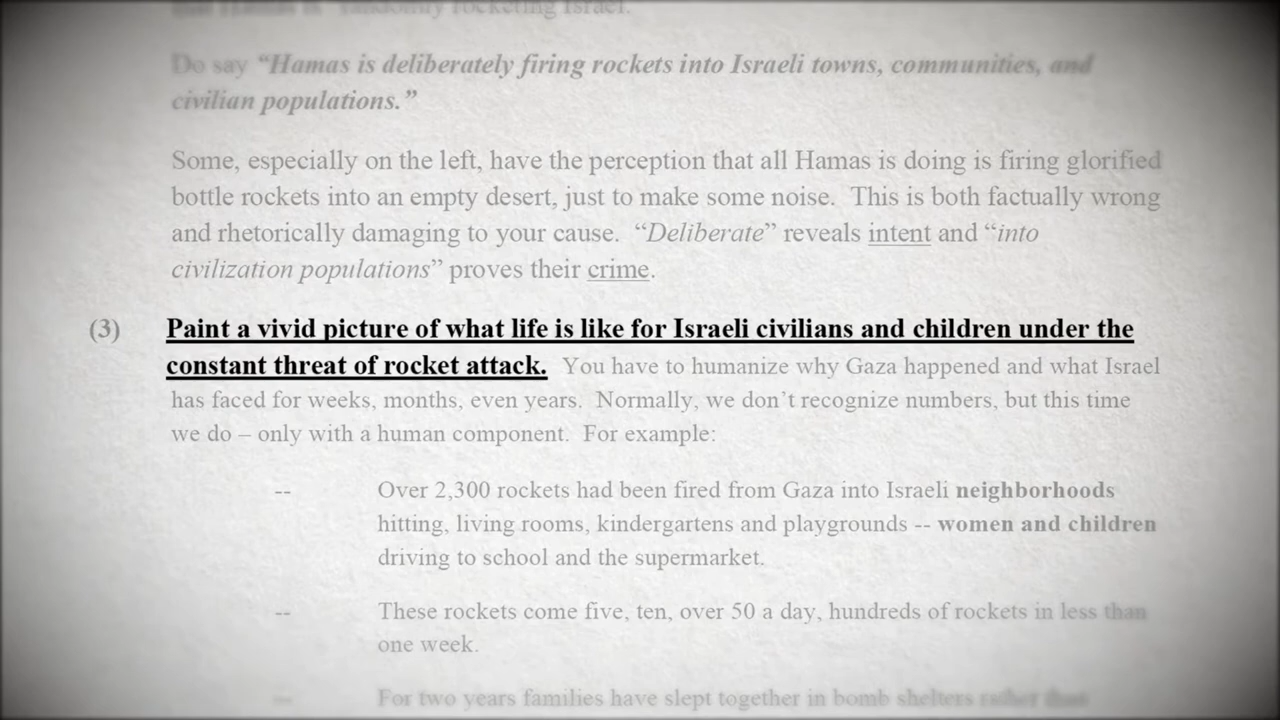 randomly rocketing Israel.
Do say “Hamas is deliberately firing rockets into Israeli towns, communities, and
civilian populations.”
Some, especially on the left, have the perception that all Hamas is doing is firing glorified
bottle rockets into an empty desert, just to make some noise. This is both factually wrong
and rhetorically damaging to your cause. “Deliberate” reveals intent and “into
civilization populations” proves their crime.
(3) Paint a vivid picture of what life is like for Israeli civilians and children under the
constant threat of rocket attack. You have to humanize why Gaza happened and what Israel
has faced for weeks, months, even years. Normally, we don’t recognize numbers, but this time
we do – only with a human component. For example:
-- Over 2,300 rockets had been fired from Gaza into Israeli neighborhoods
hitting, living rooms, kindergartens and playgrounds -- women and children
driving to school and the supermarket.
-- These rockets come five, ten, over 50 a day, hundreds of rockets in less than
one week.
-- For two years families have slept together in bomb shelters rather than